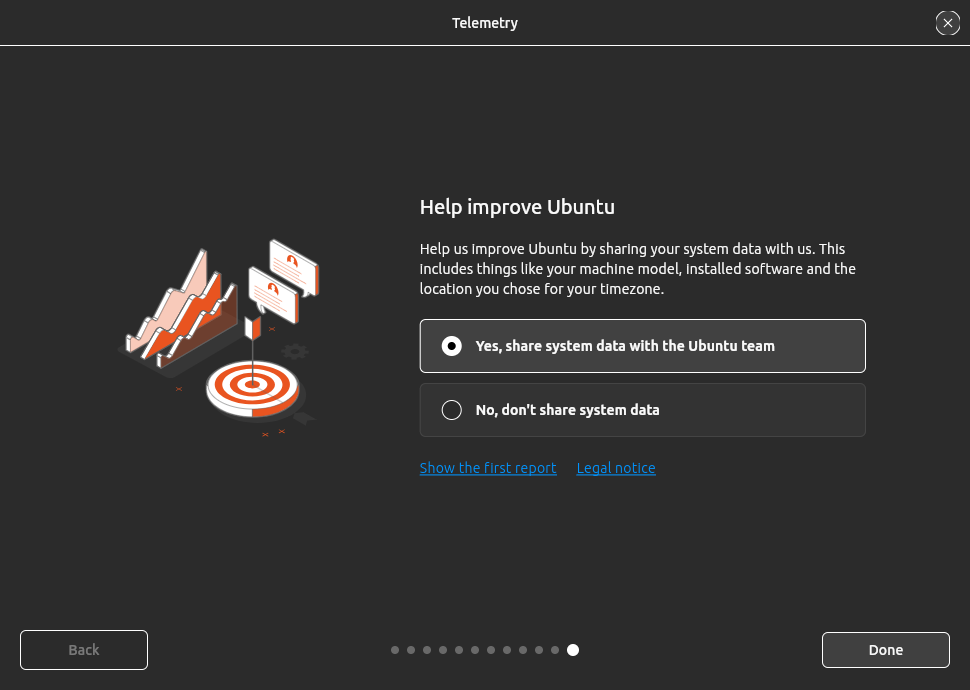 Telemetry
Help improve Ubuntu
Help us improve Ubuntu by sharing your system data with us. This
includes things like your machine model, installed software and the
location you chose for your timezone.
Yes, share system data with the Ubuntu team
No, don't share system data
Show the first report
Legal notice
Back
Done